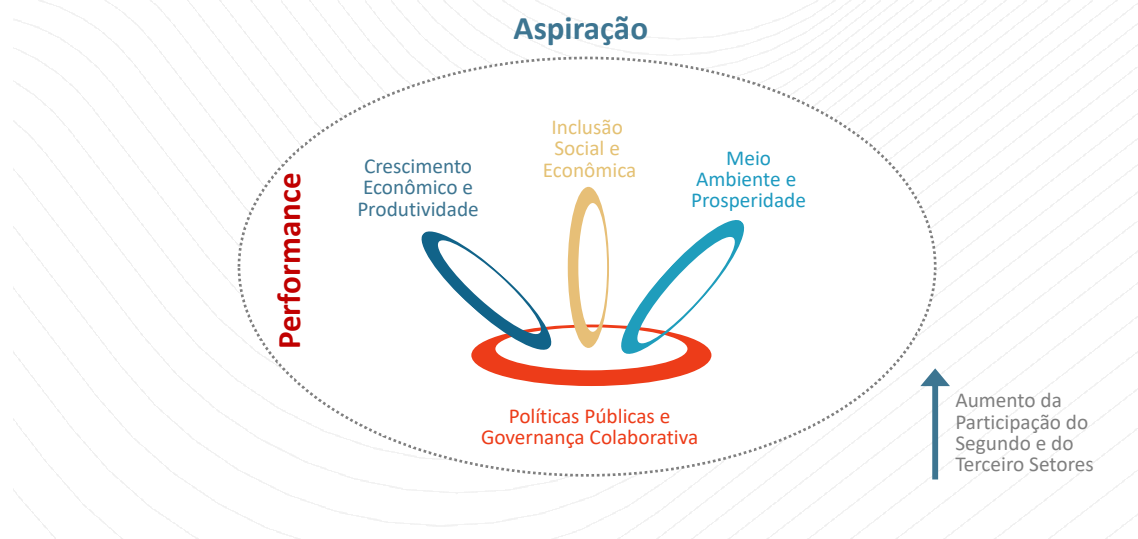 Aspiração
Performance
Crescimento
Econômico e
Produtividade
Inclusão
Social e
Econômica
Meio
Ambiente e
Prosperidade
Políticas Públicas e
Governança Colaborativa
Aumento da
Participação do
Segundo e do
Terceiro Setores